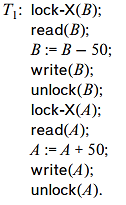 T1: lock-X(B);
read(B);
B := B − 50;
write(B);
unlock(B);
lock-X(A);
read(A);
A := A + 50;
write(A);
unlock(A).